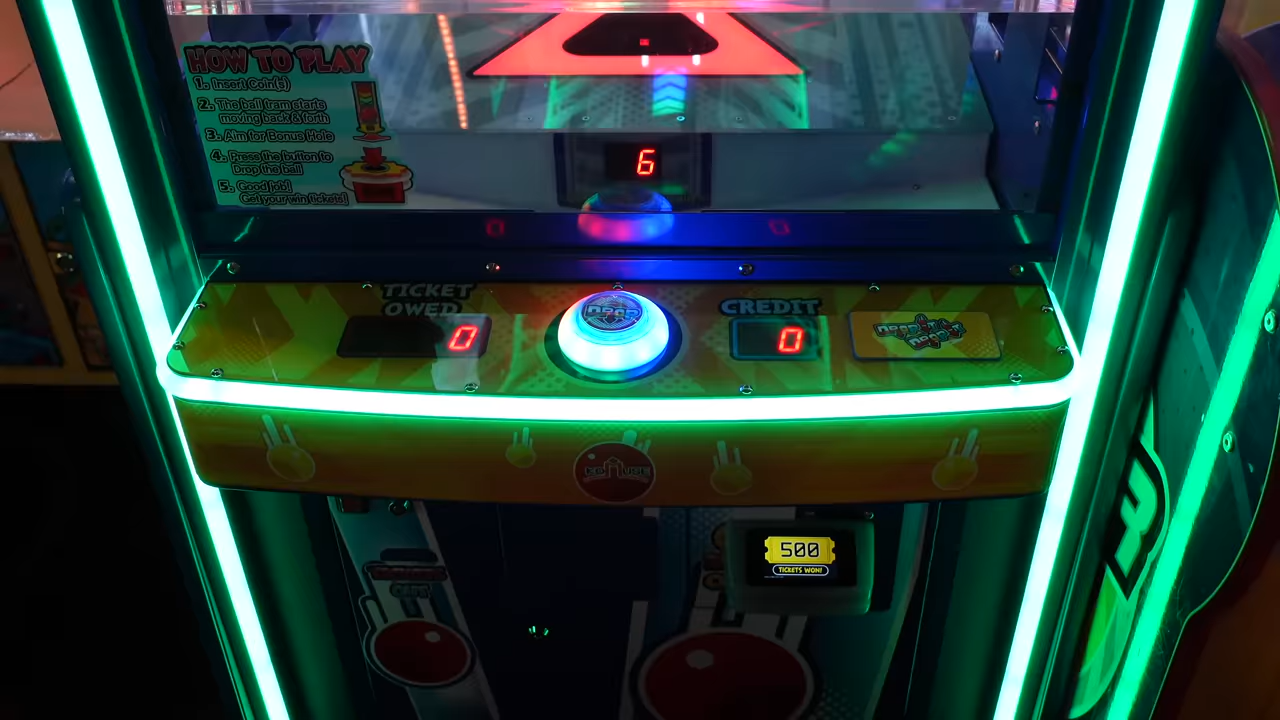 HOW TO PLAY
1. Insert Coin(s)
2. The ball tram starts
moving back & forth
3. Aim for Bonus Hole
4. Press the button to
Drop the ball
5. Good job!
Get your win tickets!
6
0
0
TICKET
OWED
0
CREDIT
0
500
TICKETS WON!